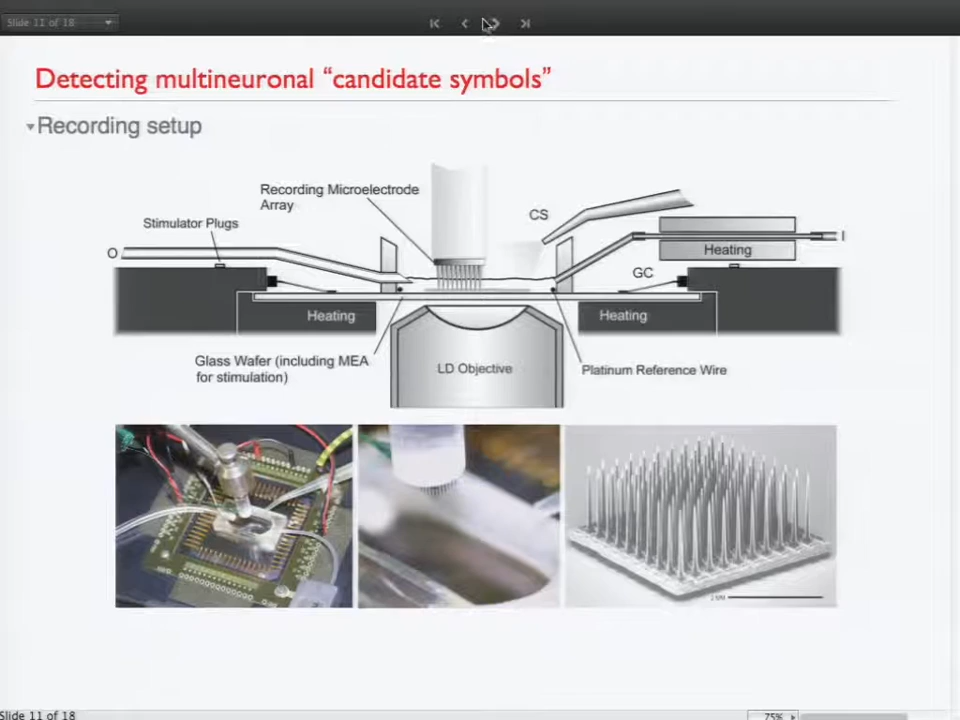 Slide 11 of 18
Detecting multineuronal “candidate symbols”
Recording setup
Recording Microelectrode
Array
Stimulator Plugs
CS
O
I
Heating
GC
Heating
Heating
Glass Wafer (including MEA
for stimulation)
LD Objective
Platinum Reference Wire
Slide 11 of 18
75%